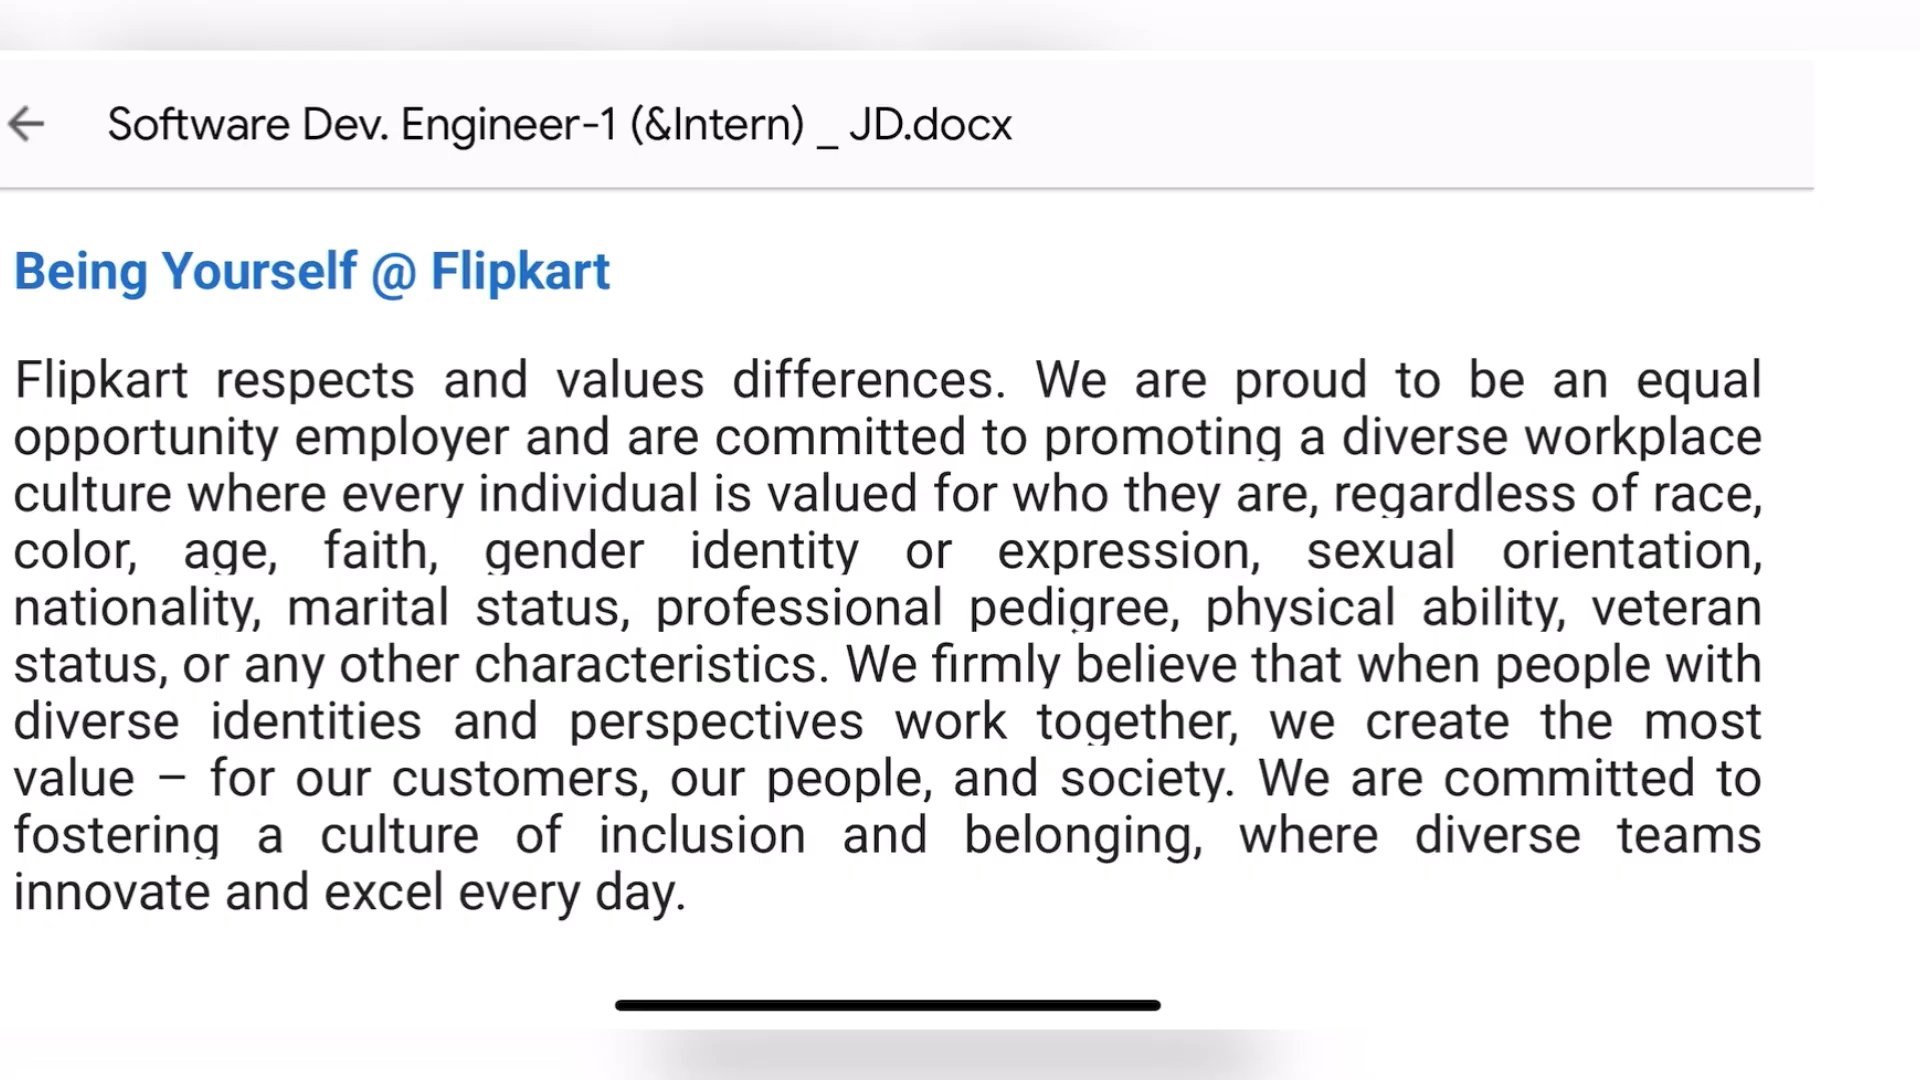 Software Dev. Engineer-1 (&Intern) _ JD.docx
Being Yourself @ Flipkart
Flipkart respects and values differences. We are proud to be an equal
opportunity employer and are committed to promoting a diverse workplace
culture where every individual is valued for who they are, regardless of race,
color, age, faith, gender identity or expression, sexual orientation,
nationality, marital status, professional pedigree, physical ability, veteran
status, or any other characteristics. We firmly believe that when people with
diverse identities and perspectives work together, we create the most
value – for our customers, our people, and society. We are committed to
fostering a culture of inclusion and belonging, where diverse teams
innovate and excel every day.